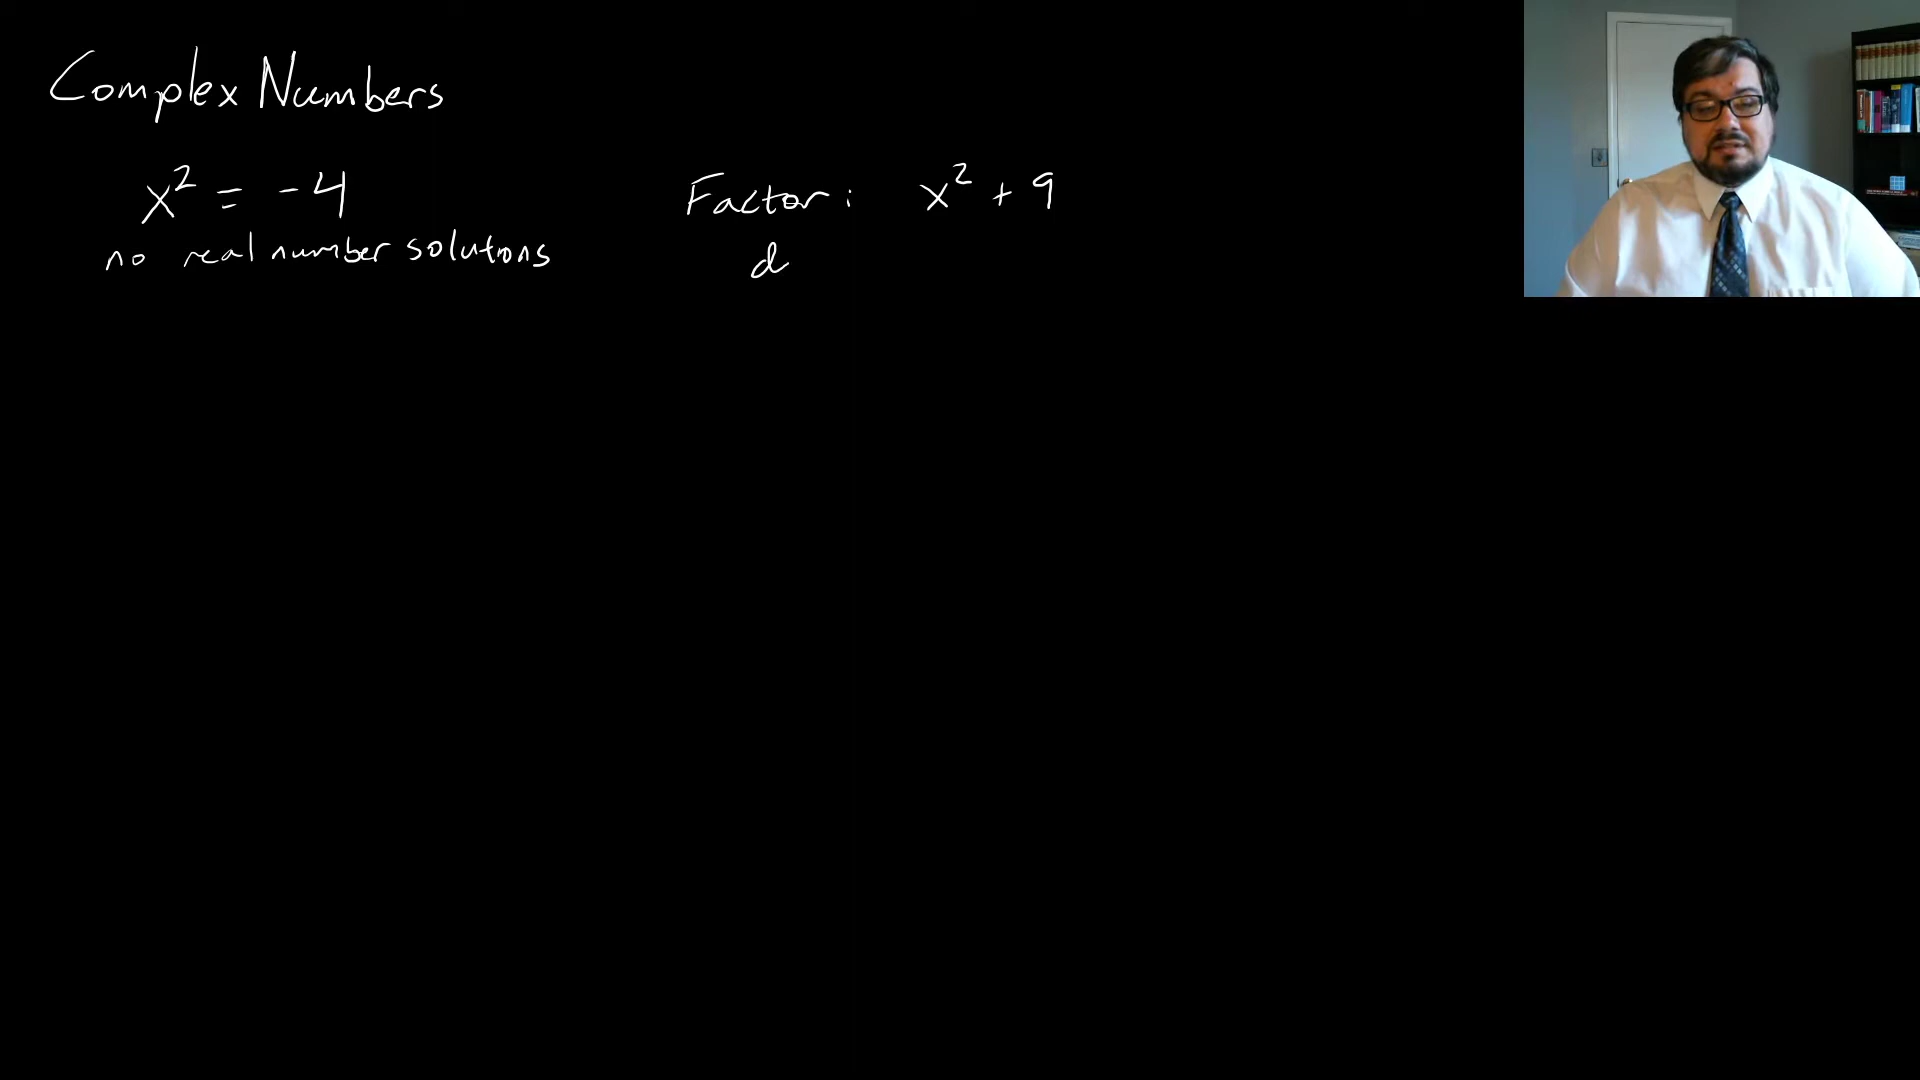 Complex Numbers
x² = -4
no real number solutions
Factor: x² + 9
d